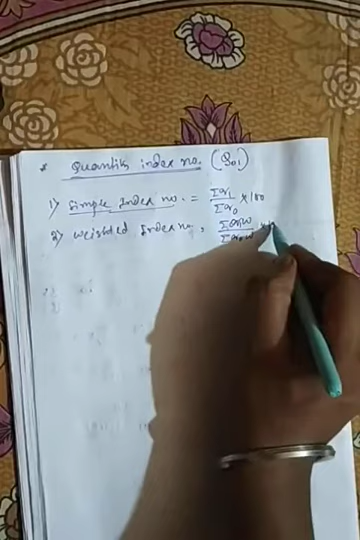 * Quantity index no. (Q01)
1) Simple Index no. = Σq1 / Σq0 × 100
2) Weighted Index no. = Σq1w / Σq0w ×